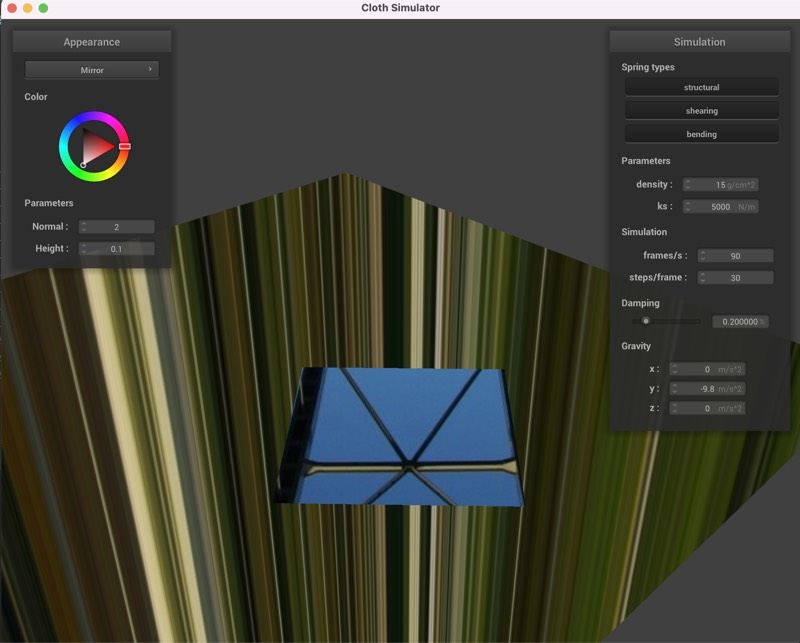 Cloth Simulator
Appearance
Mirror
Color
Parameters
Normal : 2
Height : 0.1
Simulation
Spring types
structural
shearing
bending
Parameters
density : 15 g/cm^2
ks : 5000 N/m
Simulation
frames/s : 90
steps/frame : 30
Damping
0.200000 %
Gravity
x : 0 m/s^2
y : -9.8 m/s^2
z : 0 m/s^2